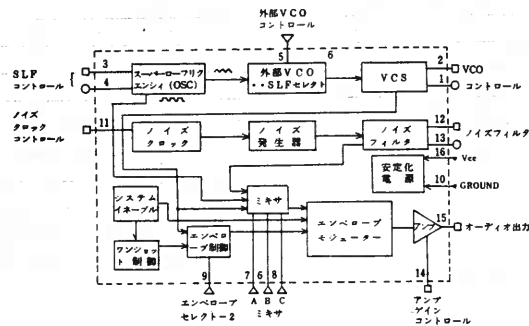 外部VCO
コントロール
5
6
SLF
コントロール
3
4
スーパーローフリク
エンシィ(OSC)
外部VCO
・・SLFセレクト
VCS
2
VCO
1
コントロール
ノイズ
クロックコントロール
11
ノイズ
クロック
ノイズ
発生器
ノイズ
フィルタ
12
13
ノイズフィルタ
16
Vcc
安定化
電源
10
GROUND
システム
イネーブル
ミキサ
エンベロープ
モジューター
アンプ
15
オーディオ出力
ワンショッ
ト制御
エンベロ
ープ制御
9
7
6
8
14
A
B
C
エンベロープ
セレクト-2
ミキサ
アンプ
ゲイン
コントロール